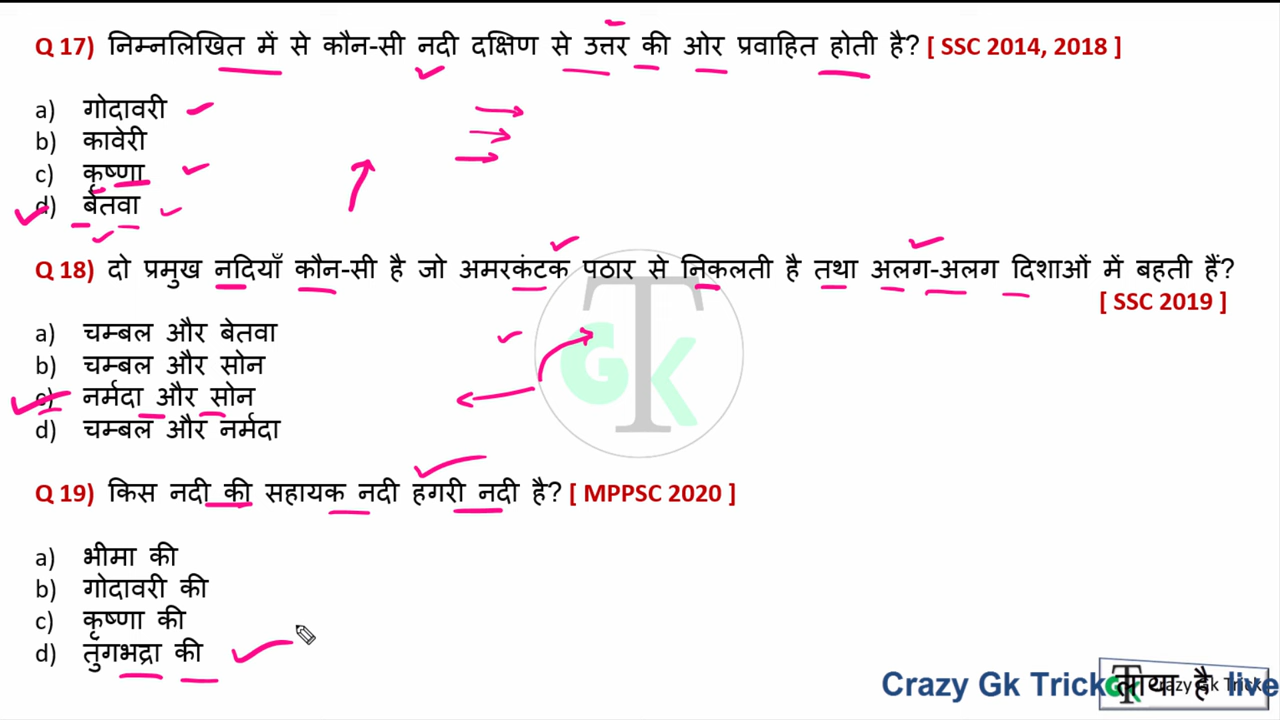 Q 17) निम्नलिखित में से कौन-सी नदी दक्षिण से उत्तर की ओर प्रवाहित होती है? [ SSC 2014, 2018 ]
a) गोदावरी
b) कावेरी
c) कृष्णा
d) बेतवा
Q 18) दो प्रमुख नदियाँ कौन-सी है जो अमरकंटक पठार से निकलती है तथा अलग-अलग दिशाओं में बहती हैं?
[ SSC 2019 ]
a) चम्बल और बेतवा
b) चम्बल और सोन
c) नर्मदा और सोन
d) चम्बल और नर्मदा
T
GK
Q 19) किस नदी की सहायक नदी हगरी नदी है? [ MPPSC 2020 ]
a) भीमा की
b) गोदावरी की
c) कृष्णा की
d) तुंगभद्रा की
Crazy Gk Trick live